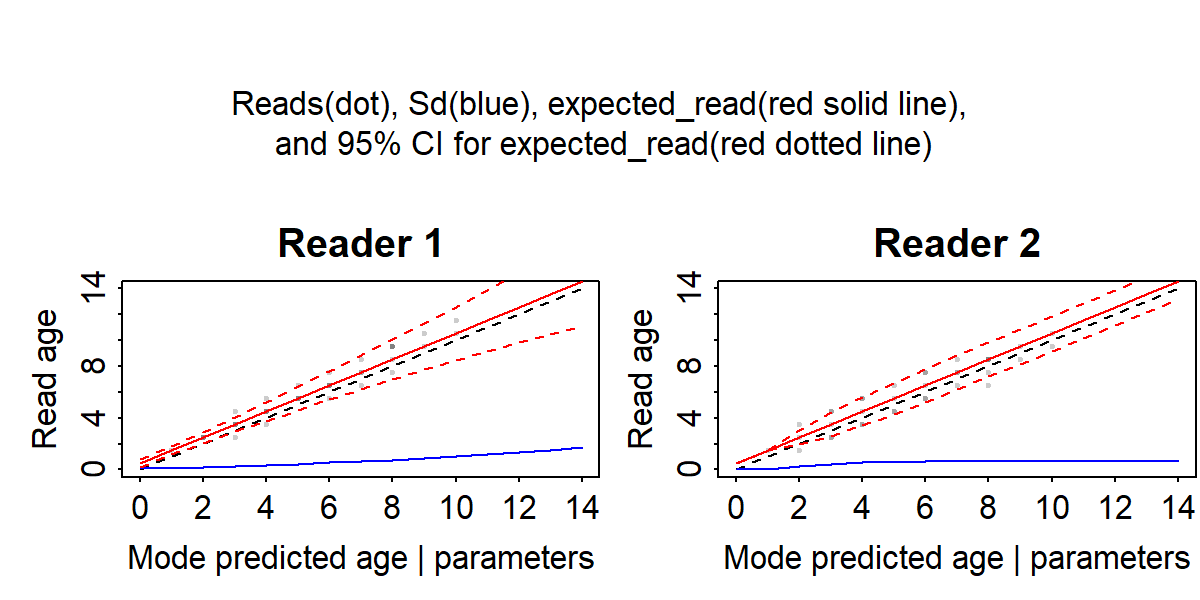 Reads(dot), Sd(blue), expected_read(red solid line),
and 95% CI for expected_read(red dotted line)
Reader 1
Read age
14
8
4
0
0 2 4 6 8 10 12 14
Mode predicted age | parameters
Reader 2
Read age
14
8
4
0
0 2 4 6 8 10 12 14
Mode predicted age | parameters